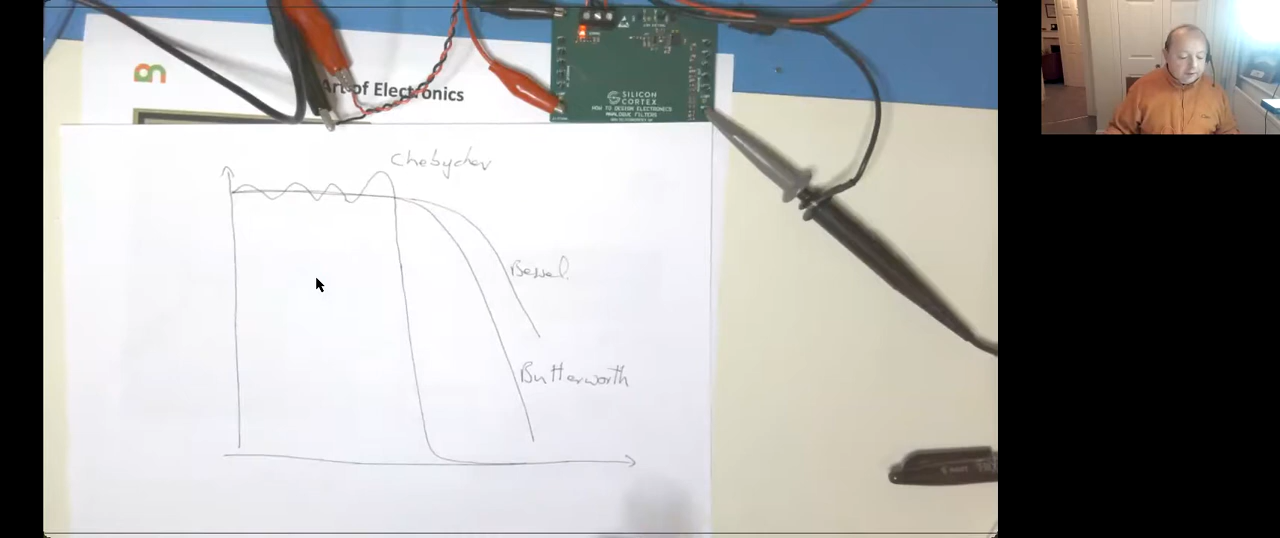 Art of Electronics
SILICON
CORTEX
HOW TO DESIGN ELECTRONICS
ANALOGUE FILTERS
Chebychev
Bessel
Butterworth